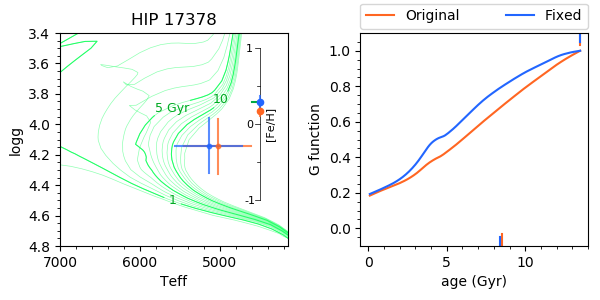 HIP 17378
Original Fixed
3.4
3.6
3.8
4.0
4.2
4.4
4.6
4.8
logg
7000 6000 5000
Teff
5 Gyr
10
1
1
0
-1
[Fe/H]
1.0
0.8
0.6
0.4
0.2
0.0
G function
0 5 10
age (Gyr)